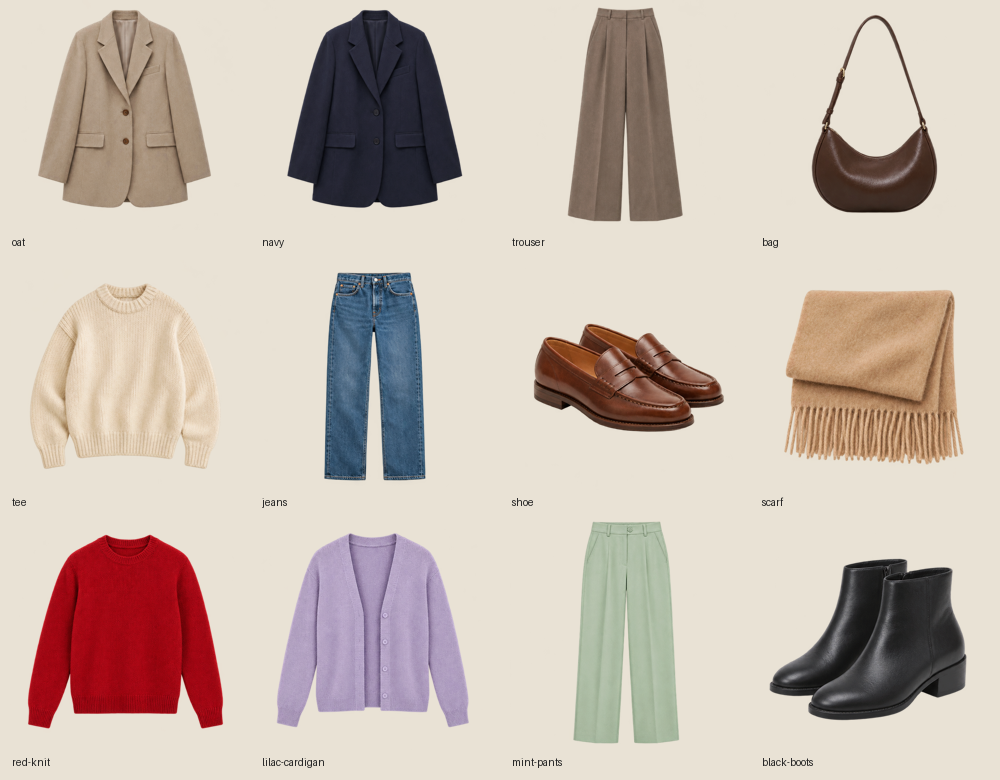 oat
navy
trouser
bag
tee
jeans
shoe
scarf
red-knit
lilac-cardigan
mint-pants
black-boots